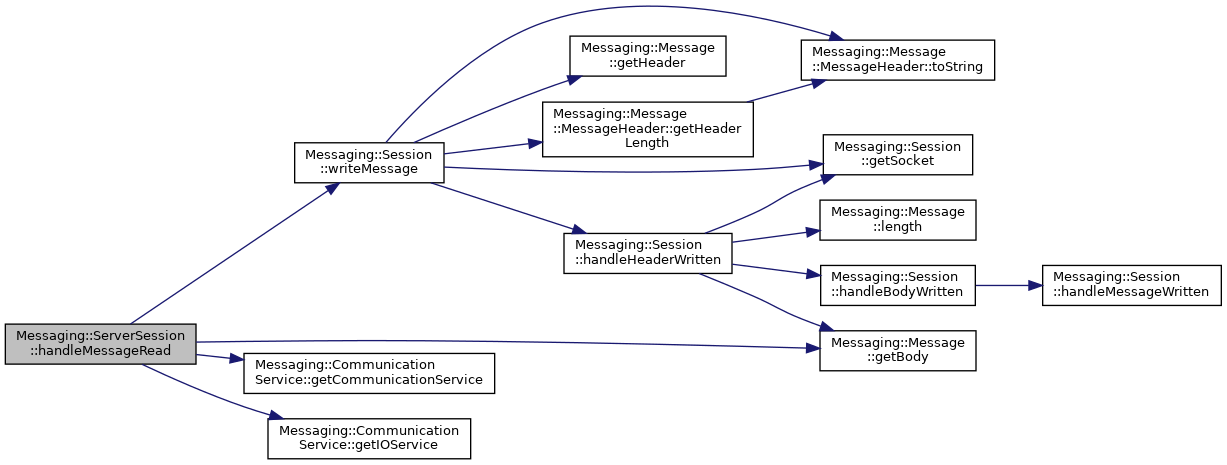 Messaging::Message
::getHeader
Messaging::Message
::MessageHeader::toString
Messaging::Message
::MessageHeader::getHeader
Length
Messaging::Session
::writeMessage
Messaging::Session
::getSocket
Messaging::Message
::length
Messaging::Session
::handleHeaderWritten
Messaging::Session
::handleBodyWritten
Messaging::Session
::handleMessageWritten
Messaging::ServerSession
::handleMessageRead
Messaging::Message
::getBody
Messaging::Communication
Service::getCommunicationService
Messaging::Communication
Service::getIOService